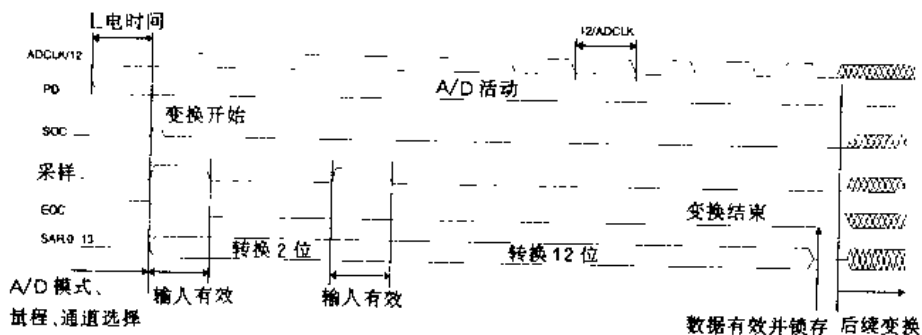 上电时间
ADCLK/12
12/ADCLK
PD
A/D 活动
变换开始
SOC
采样
EOC
变换结束
SAR.0 13
转换 2 位
转换 12 位
A/D 模式、
量程、通道选择
输入有效
输入有效
数据有效并锁存
后续变换